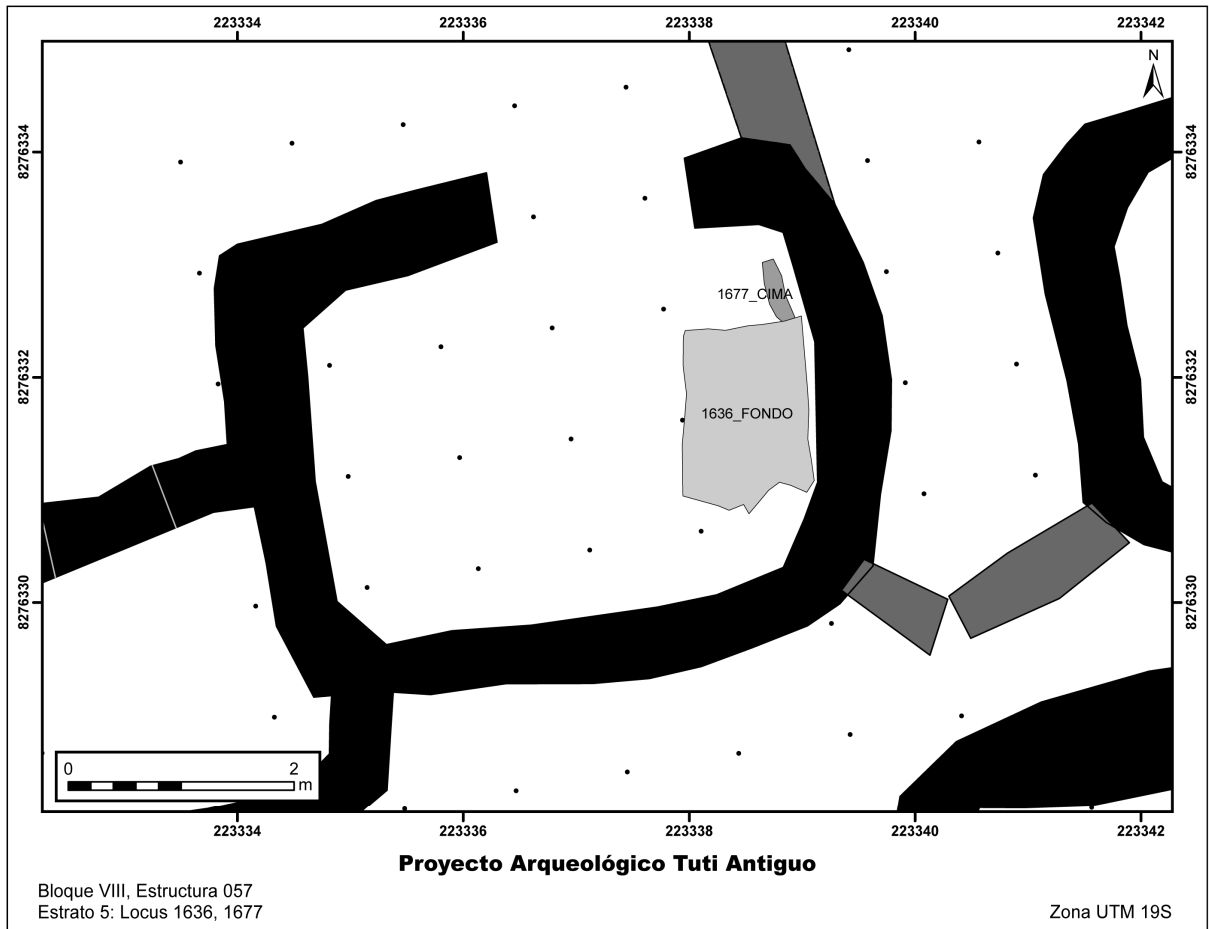 223334 223336 223338 223340 223342
N
8276334 8276334
1677_CIMA
8276332 8276332
1636_FONDO
8276330 8276330
0 2
m
223334 223336 223338 223340 223342
Proyecto Arqueológico Tuti Antiguo
Bloque VIII, Estructura 057
Estrato 5: Locus 1636, 1677
Zona UTM 19S